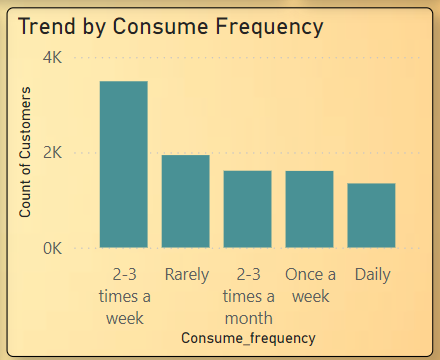 Trend by Consume Frequency
4K
2K
0K
Count of Customers
2-3
times a
week
Rarely
2-3
times a
month
Once a
week
Daily
Consume_frequency